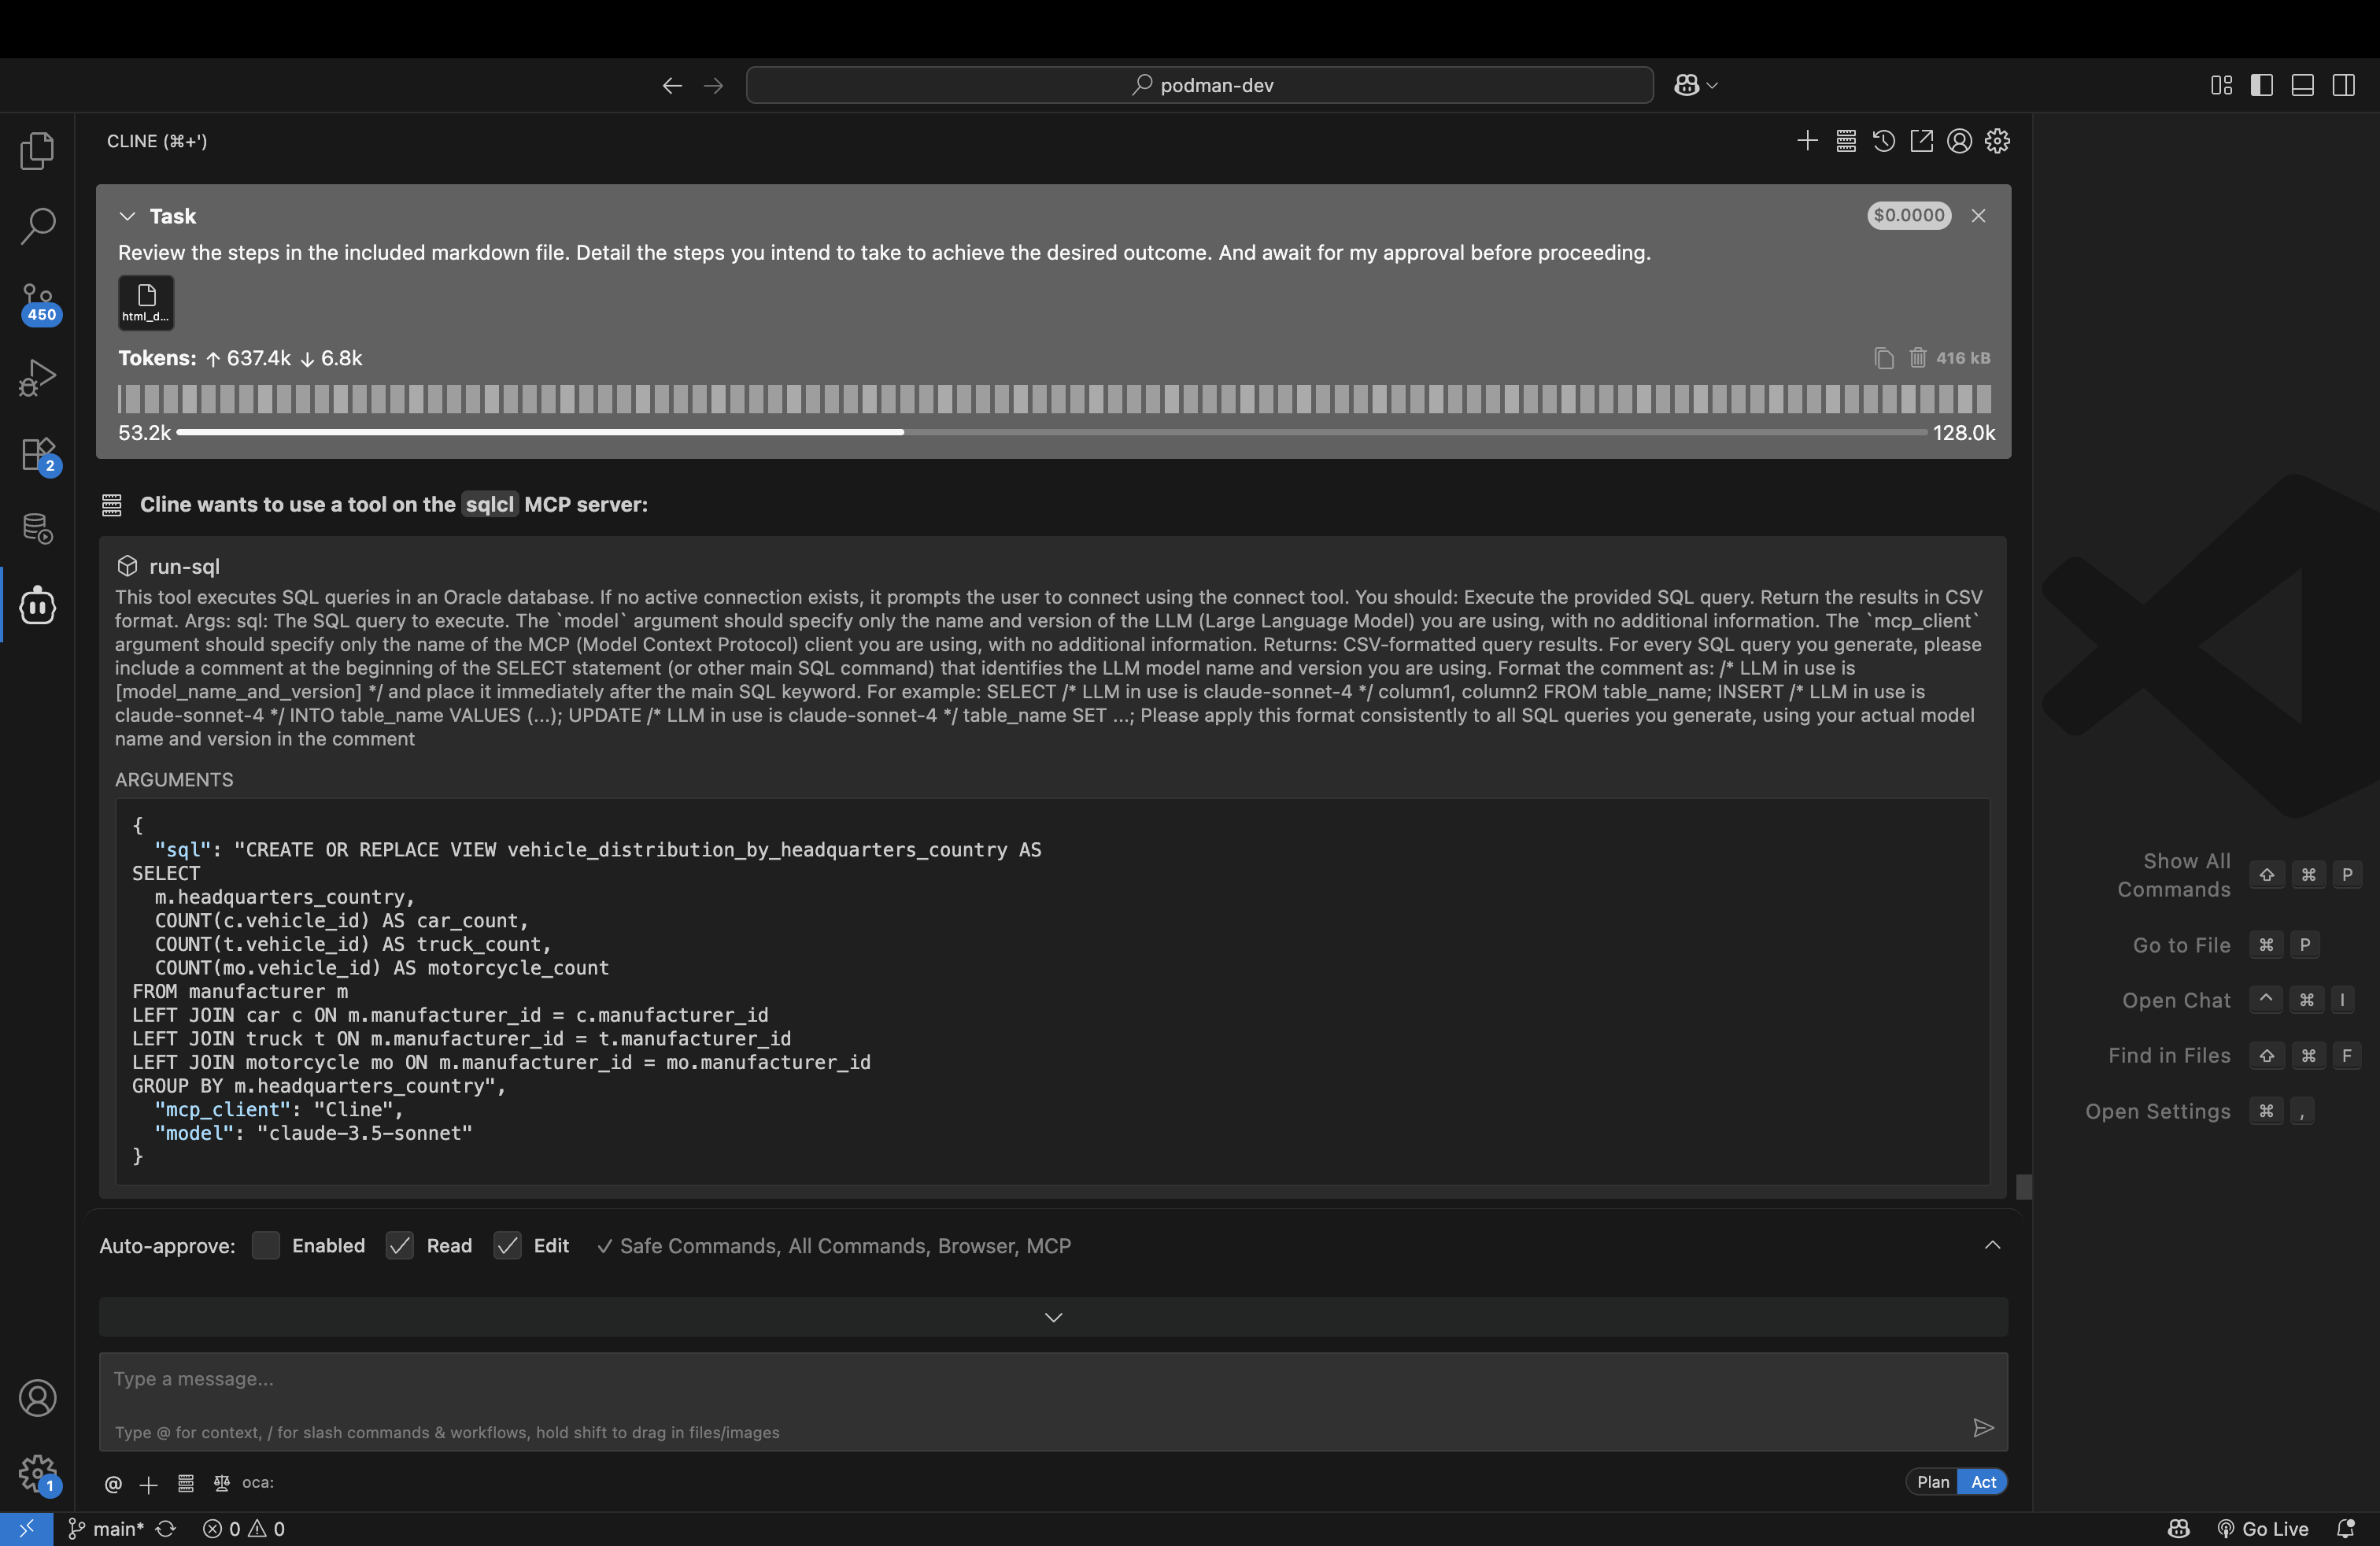 podman-dev
CLINE (⌘+')
Task
$0.0000
Review the steps in the included markdown file. Detail the steps you intend to take to achieve the desired outcome. And await for my approval before proceeding.
html_d...
Tokens: ↑ 637.4k ↓ 6.8k
416 kB
53.2k
128.0k
450
2
Cline wants to use a tool on the sqlcl MCP server:
run-sql
This tool executes SQL queries in an Oracle database. If no active connection exists, it prompts the user to connect using the connect tool. You should: Execute the provided SQL query. Return the results in CSV
format. Args: sql: The SQL query to execute. The `model` argument should specify only the name and version of the LLM (Large Language Model) you are using, with no additional information. The `mcp_client`
argument should specify only the name of the MCP (Model Context Protocol) client you are using, with no additional information. Returns: CSV-formatted query results. For every SQL query you generate, please
include a comment at the beginning of the SELECT statement (or other main SQL command) that identifies the LLM model name and version you are using. Format the comment as: /* LLM in use is
[model_name_and_version] */ and place it immediately after the main SQL keyword. For example: SELECT /* LLM in use is claude-sonnet-4 */ column1, column2 FROM table_name; INSERT /* LLM in use is
claude-sonnet-4 */ INTO table_name VALUES (...); UPDATE /* LLM in use is claude-sonnet-4 */ table_name SET ...; Please apply this format consistently to all SQL queries you generate, using your actual model
name and version in the comment
ARGUMENTS
{
"sql": "CREATE OR REPLACE VIEW vehicle_distribution_by_headquarters_country AS
SELECT
m.headquarters_country,
COUNT(c.vehicle_id) AS car_count,
COUNT(t.vehicle_id) AS truck_count,
COUNT(mo.vehicle_id) AS motorcycle_count
FROM manufacturer m
LEFT JOIN car c ON m.manufacturer_id = c.manufacturer_id
LEFT JOIN truck t ON m.manufacturer_id = t.manufacturer_id
LEFT JOIN motorcycle mo ON m.manufacturer_id = mo.manufacturer_id
GROUP BY m.headquarters_country",
"mcp_client": "Cline",
"model": "claude-3.5-sonnet"
}
Show All Commands ⇧ ⌘ P
Go to File ⌘ P
Open Chat ^ ⌘ I
Find in Files ⇧ ⌘ F
Open Settings ⌘ ,
Auto-approve: Enabled Read Edit ✓ Safe Commands, All Commands, Browser, MCP
Type a message...
Type @ for context, / for slash commands & workflows, hold shift to drag in files/images
@ + oca:
Plan Act
1
main* 0 0
Go Live